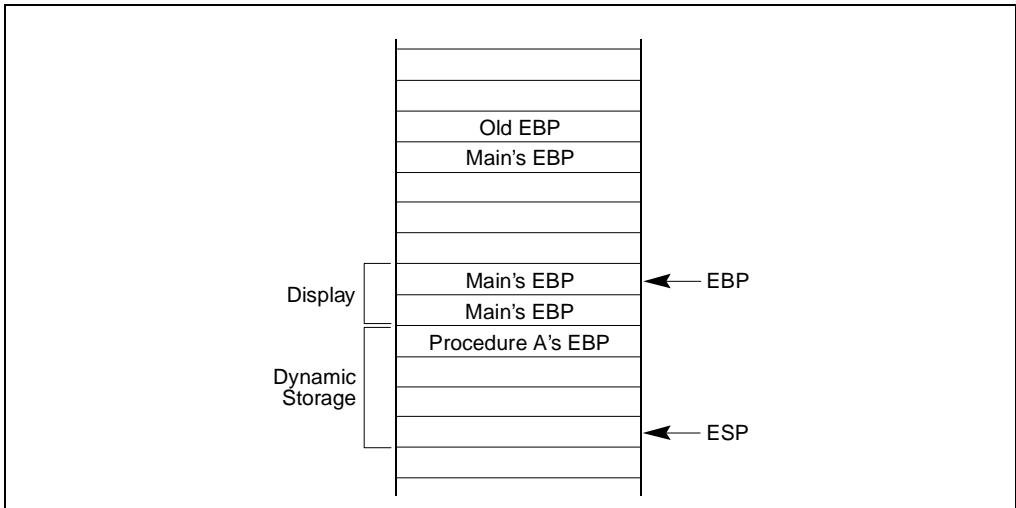 Old EBP
Main's EBP
Main's EBP
EBP
Display
Main's EBP
Procedure A's EBP
Dynamic
Storage
ESP